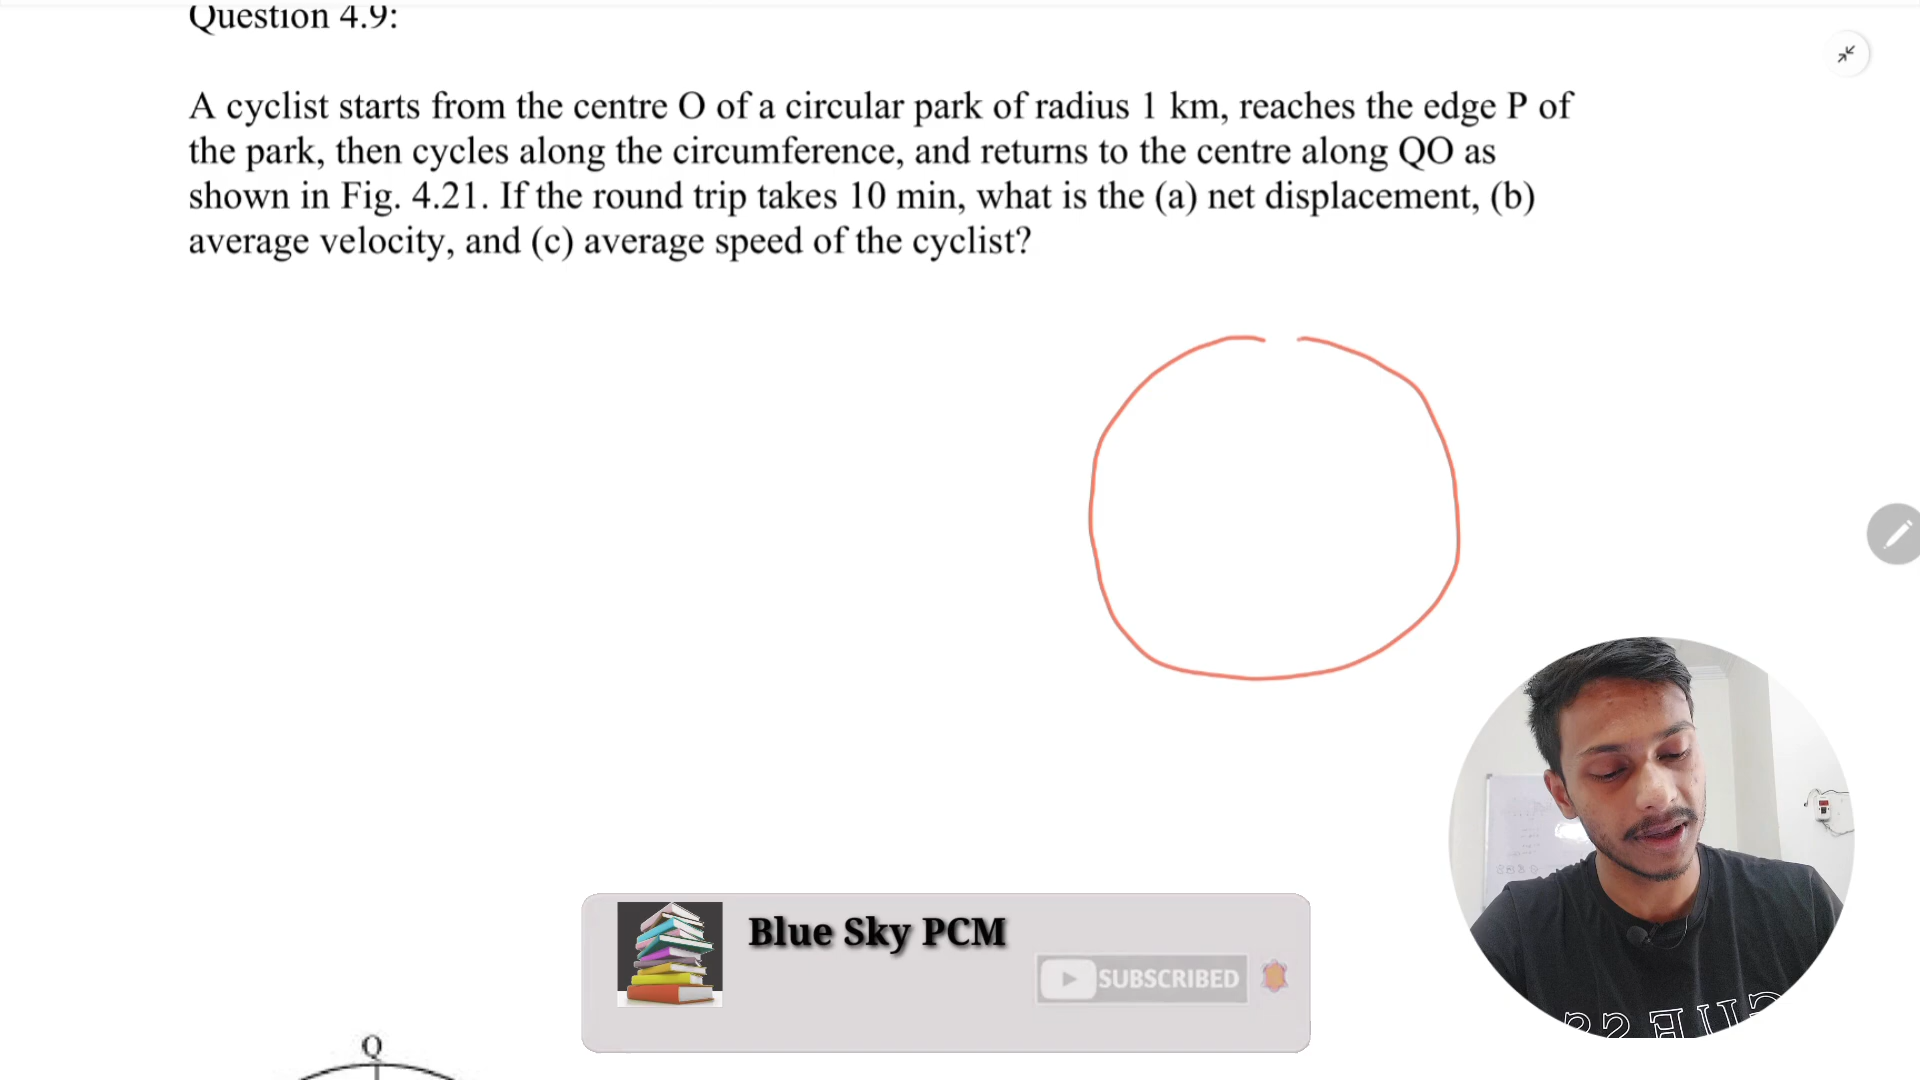 Question 4.9:
A cyclist starts from the centre O of a circular park of radius 1 km, reaches the edge P of
the park, then cycles along the circumference, and returns to the centre along QO as
shown in Fig. 4.21. If the round trip takes 10 min, what is the (a) net displacement, (b)
average velocity, and (c) average speed of the cyclist?
Blue Sky PCM
SUBSCRIBED
Q